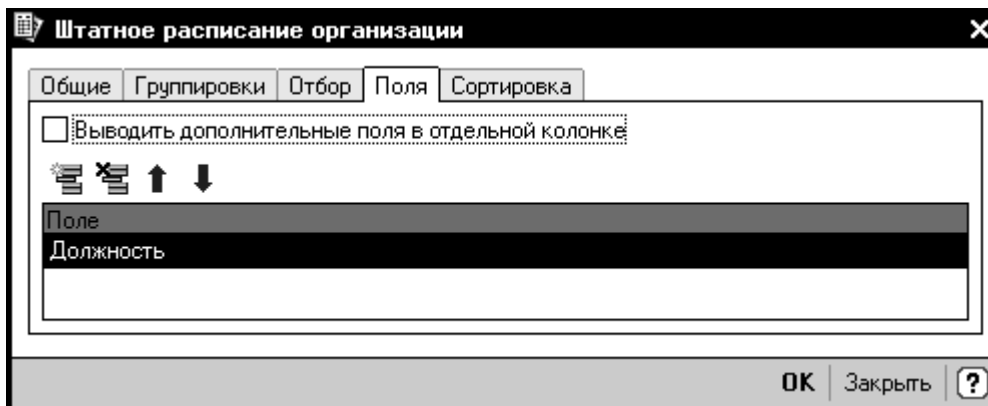 Штатное расписание организации
Общие Группировки Отбор Поля Сортировка
Выводить дополнительные поля в отдельной колонке
Поле
Должность
OK Закрыть ?